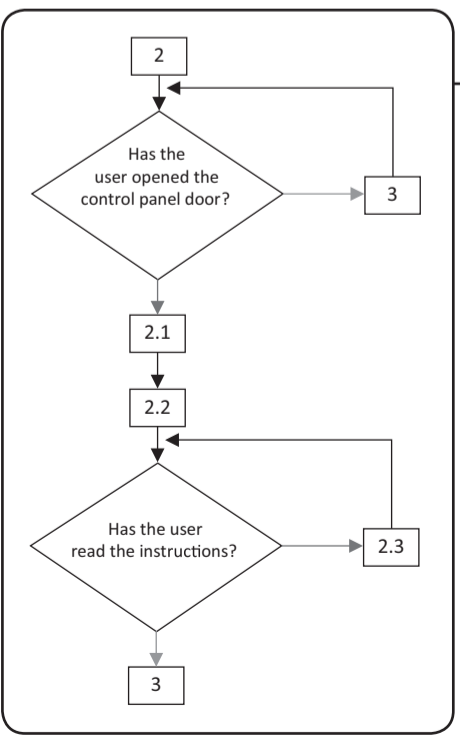 2
Has the
user opened the
control panel door?
3
2.1
2.2
Has the user
read the instructions?
2.3
3